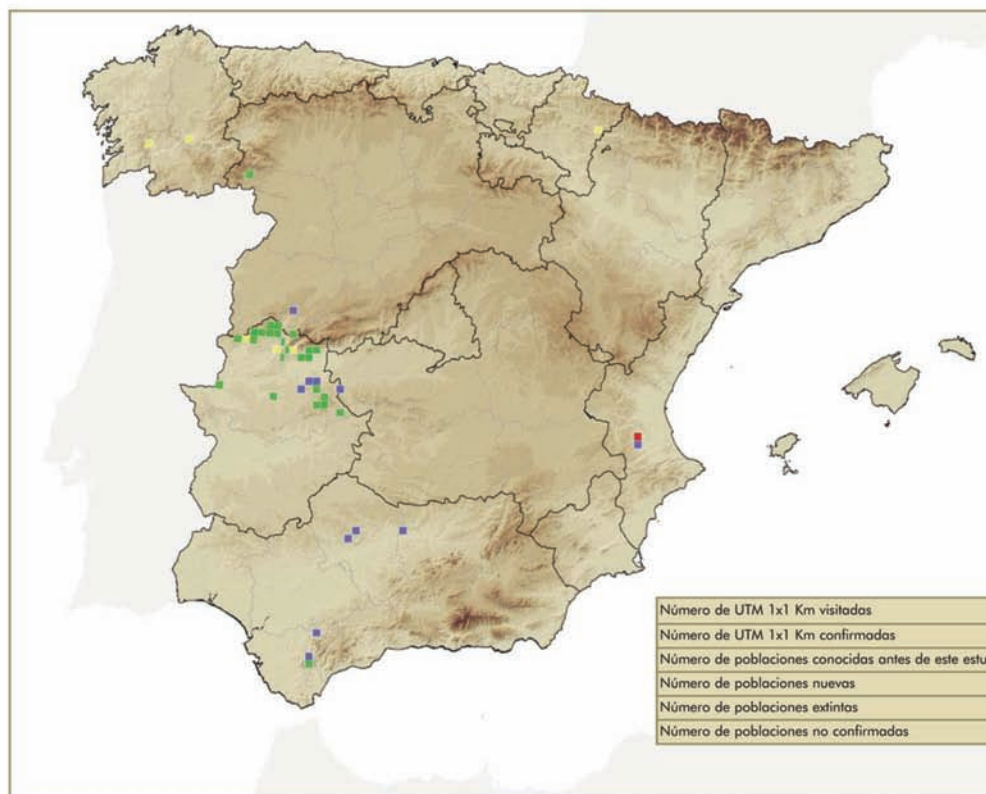 Número de UTM 1x1 Km visitadas
Número de UTM 1x1 Km confirmadas
Número de poblaciones conocidas antes de este estu
Número de poblaciones nuevas
Número de poblaciones extintas
Número de poblaciones no confirmadas